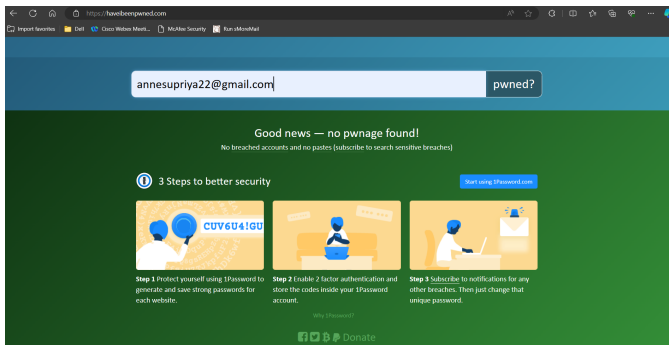 https://haveibeenpwned.com
Import favorites Dell Cisco Webex Meeti... McAfee Security Run sMoreMail
annesupriya22@gmail.com pwned?
Good news — no pwnage found!
No breached accounts and no pastes (subscribe to search sensitive breaches)
3 Steps to better security Start using 1Password.com
CUV6U4!GU
Step 1 Protect yourself using 1Password to
generate and save strong passwords for
each website.
Step 2 Enable 2 factor authentication and
store the codes inside your 1Password
account.
Step 3 Subscribe to notifications for any
other breaches. Then just change that
unique password.
Why 1Password?
Donate